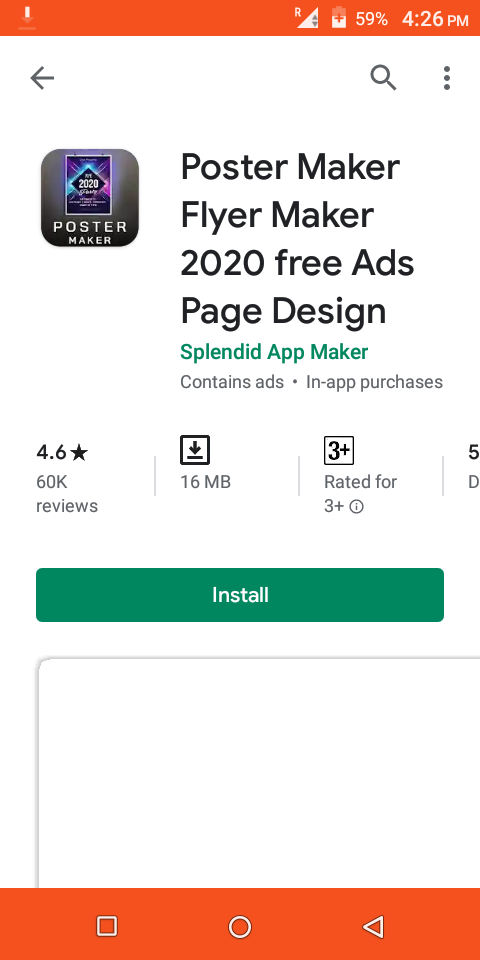 R
59% 4:26 PM
2020
POSTER
MAKER
Poster Maker
Flyer Maker
2020 free Ads
Page Design
Splendid App Maker
Contains ads • In-app purchases
4.6★
60K
reviews
16 MB
3+
Rated for
3+
5
D
Install